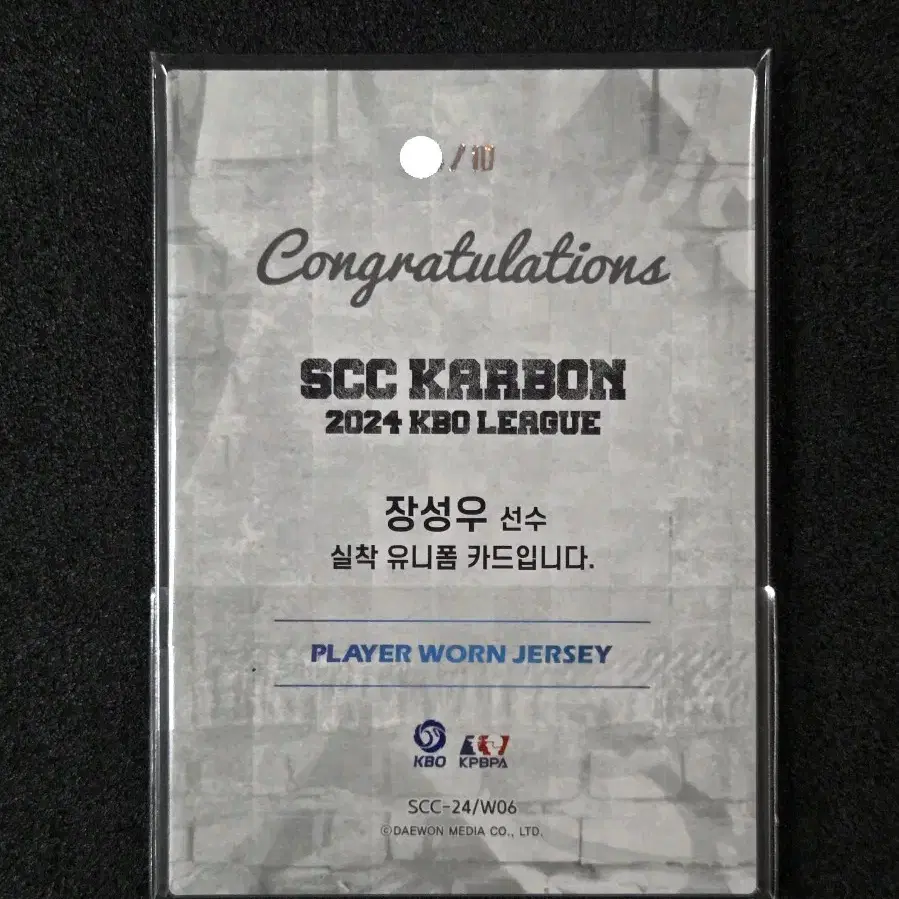 / 10
Congratulations
SCC KARBON
2024 KBO LEAGUE
장성우 선수
실착 유니폼 카드입니다.
PLAYER WORN JERSEY
KBO KPBPA
SCC-24/W06
©DAEWON MEDIA CO., LTD.